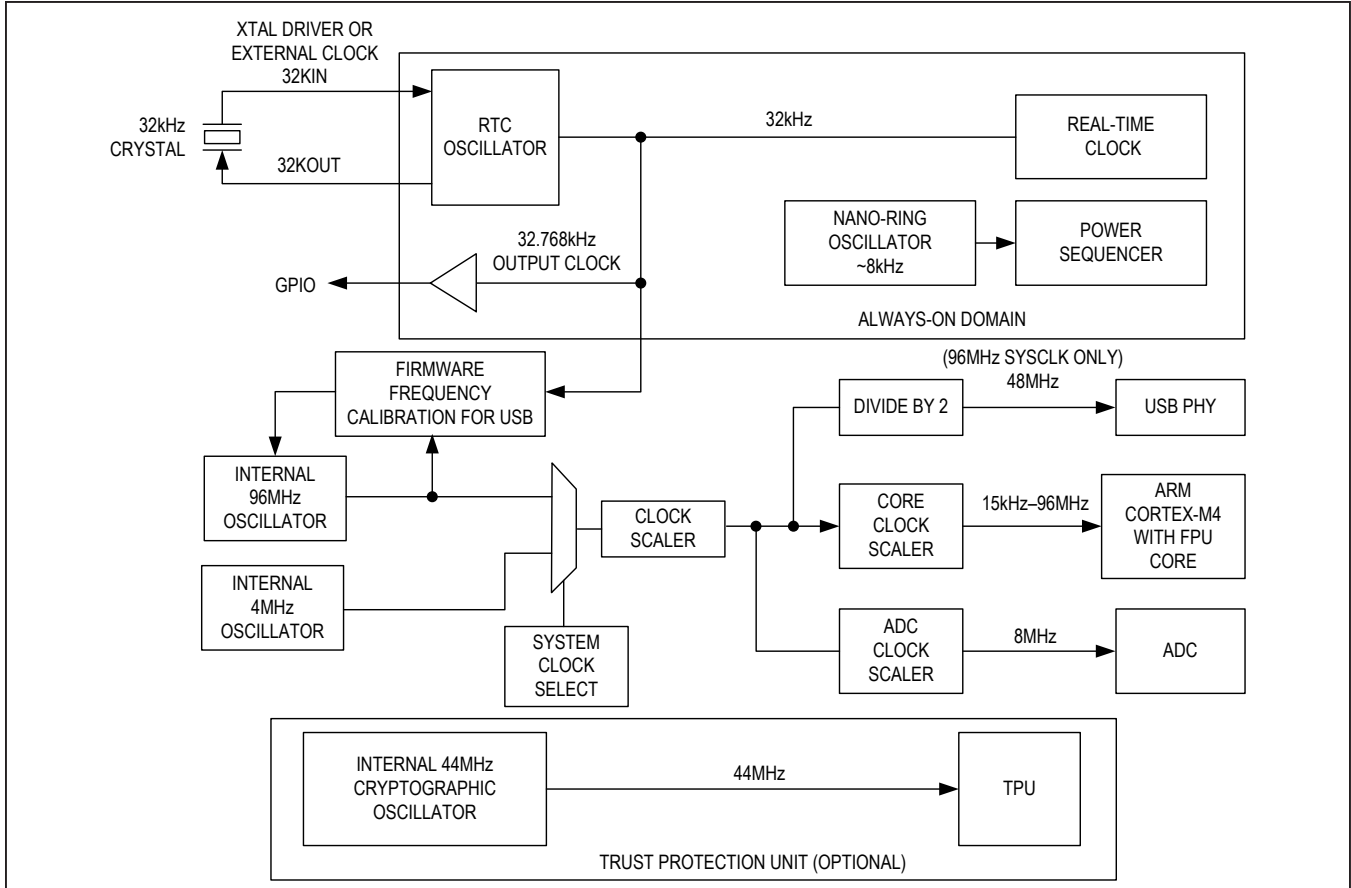 XTAL DRIVER OR
EXTERNAL CLOCK
32KIN
32kHz
CRYSTAL
32KOUT
RTC
OSCILLATOR
32kHz
REAL-TIME
CLOCK
NANO-RING
OSCILLATOR
~8kHz
POWER
SEQUENCER
32.768kHz
OUTPUT CLOCK
GPIO
ALWAYS-ON DOMAIN
FIRMWARE
FREQUENCY
CALIBRATION FOR USB
(96MHz SYSCLK ONLY)
48MHz
DIVIDE BY 2
USB PHY
INTERNAL
96MHz
OSCILLATOR
CLOCK
SCALER
CORE
CLOCK
SCALER
15kHz–96MHz
ARM
CORTEX-M4
WITH FPU
CORE
INTERNAL
4MHz
OSCILLATOR
SYSTEM
CLOCK
SELECT
ADC
CLOCK
SCALER
8MHz
ADC
INTERNAL 44MHz
CRYPTOGRAPHIC
OSCILLATOR
44MHz
TPU
TRUST PROTECTION UNIT (OPTIONAL)